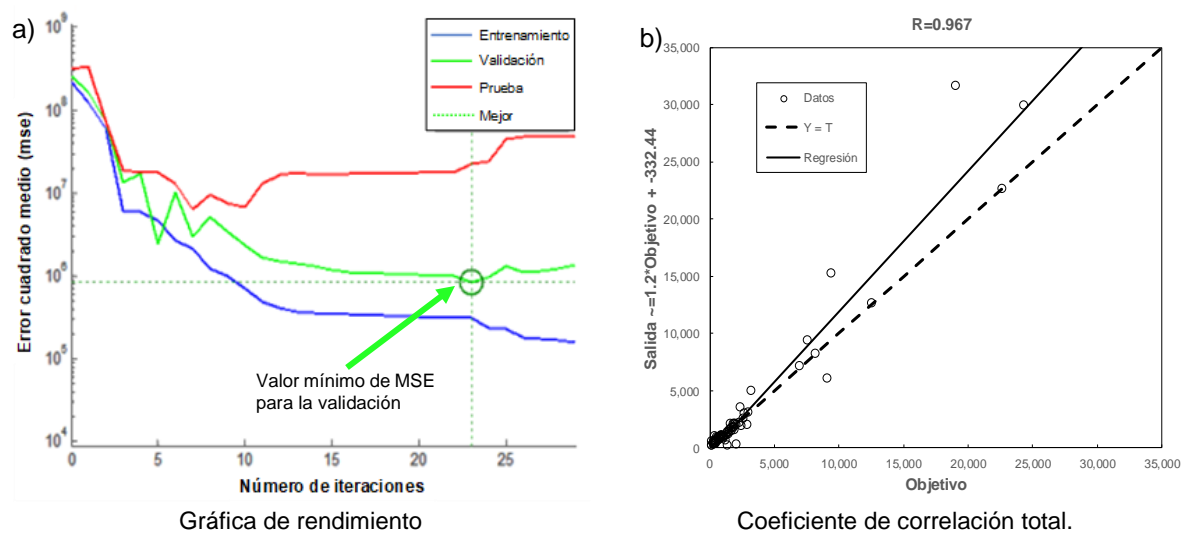 a)
10^9
10^8
10^7
10^6
10^5
10^4
Error cuadrado medio (mse)
Entrenamiento
Validación
Prueba
Mejor
Valor mínimo de MSE
para la validación
0 5 10 15 20 25
Número de iteraciones
Gráfica de rendimiento
b)
R=0.967
Salida ~=1.2*Objetivo + -332.44
35,000
30,000
25,000
20,000
15,000
10,000
5,000
0
Datos
Y = T
Regresión
0 5,000 10,000 15,000 20,000 25,000 30,000 35,000
Objetivo
Coeficiente de correlación total.